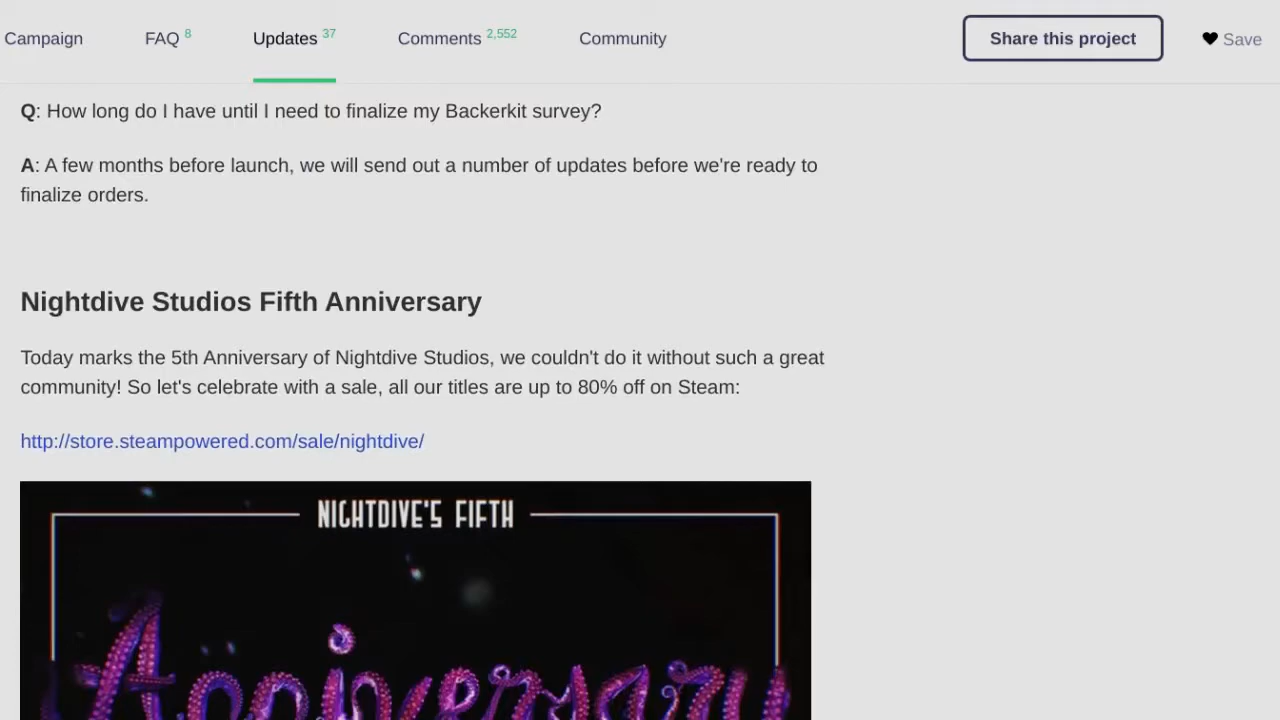 Campaign
FAQ 8
Updates 37
Comments 2,552
Community
Share this project
Save
Q: How long do I have until I need to finalize my Backerkit survey?
A: A few months before launch, we will send out a number of updates before we're ready to
finalize orders.
Nightdive Studios Fifth Anniversary
Today marks the 5th Anniversary of Nightdive Studios, we couldn't do it without such a great
community! So let's celebrate with a sale, all our titles are up to 80% off on Steam:
http://store.steampowered.com/sale/nightdive/
NIGHTDIVE'S FIFTH
Anniversary